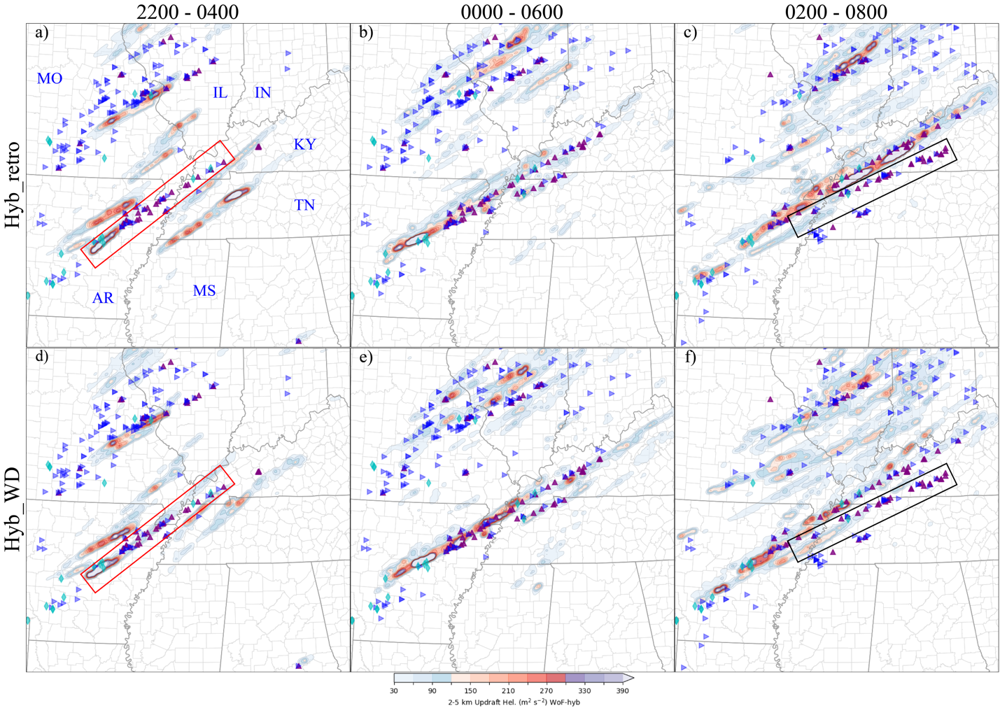 2200 - 0400
0000 - 0600
0200 - 0800
Hyb_retro
a)
b)
c)
MO
IL
IN
KY
TN
AR
MS
Hyb_WD
d)
e)
f)
30 90 150 210 270 330 390
2-5 km Updraft Hel. (m² s⁻²) WoF-hyb